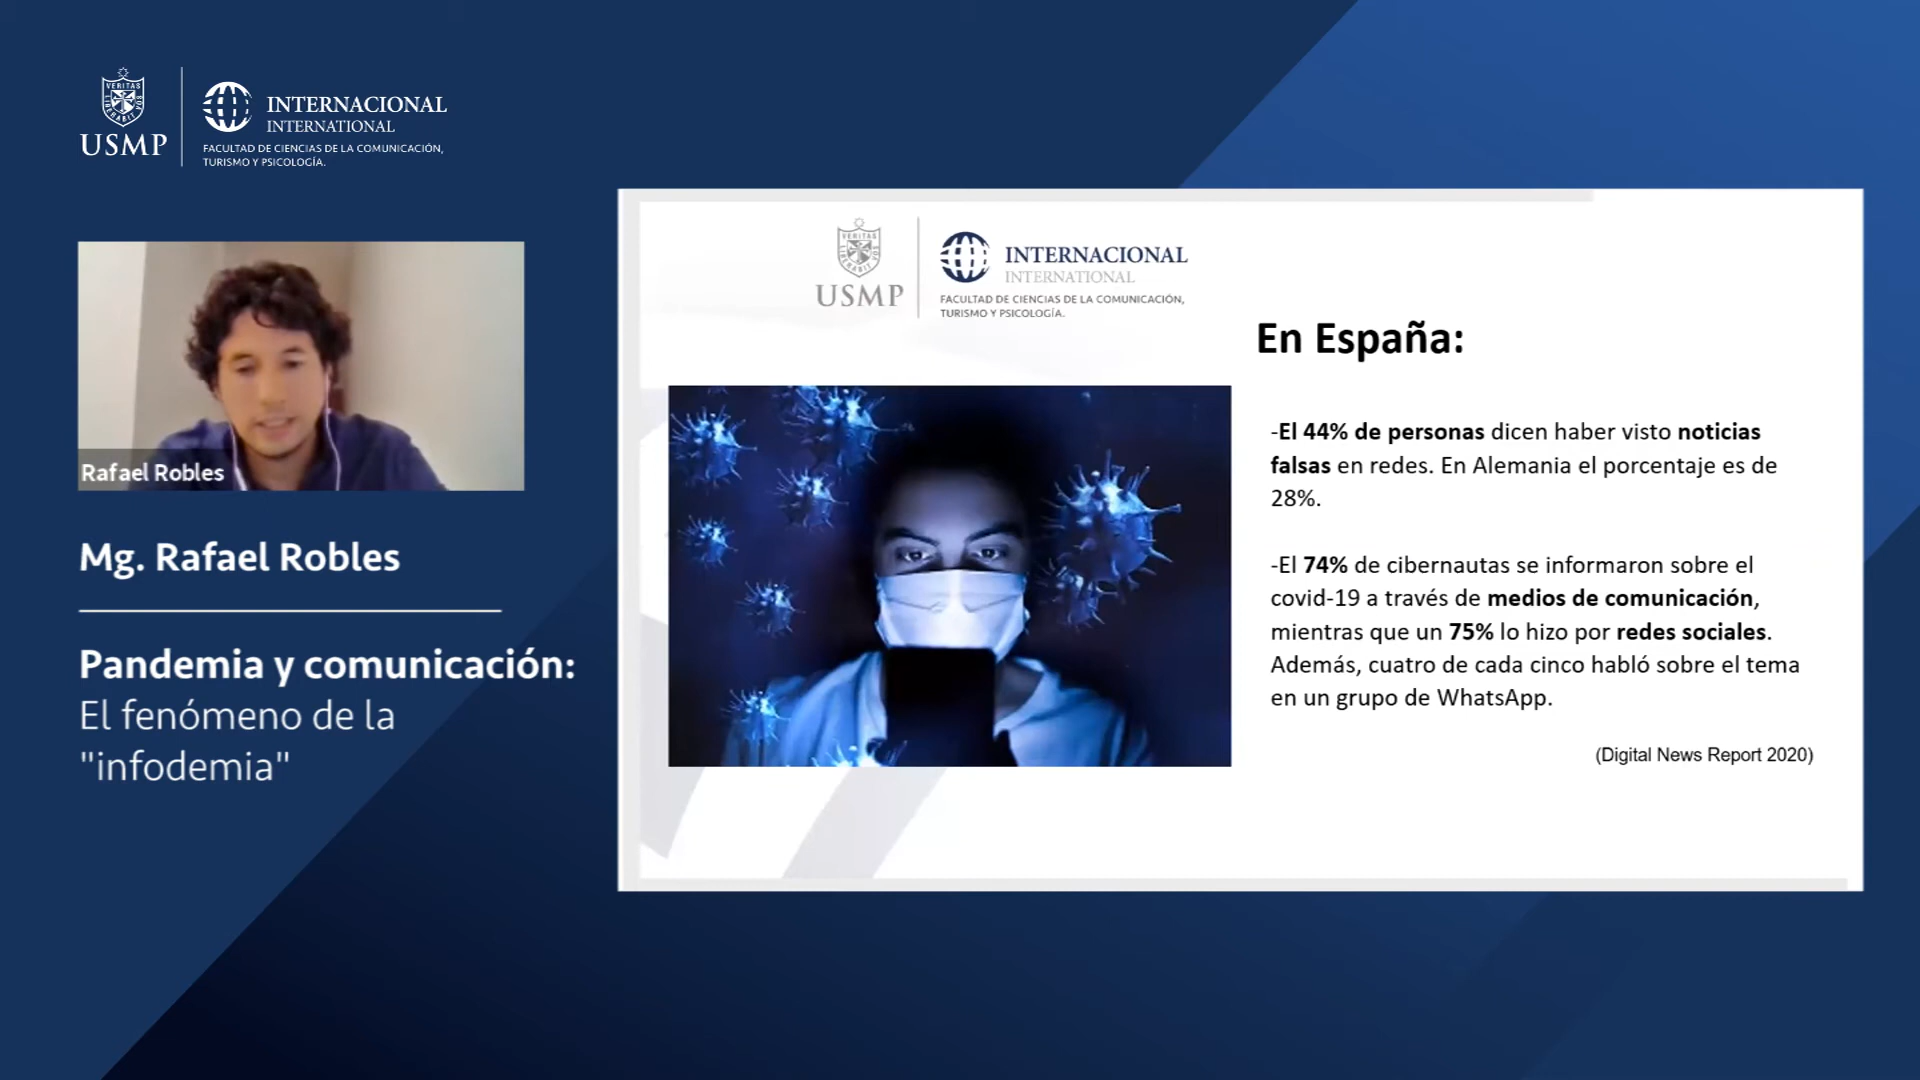 VERITAS
LIBERABIT VOS
USMP
INTERNACIONAL
INTERNATIONAL
FACULTAD DE CIENCIAS DE LA COMUNICACIÓN,
TURISMO Y PSICOLOGÍA.
Rafael Robles
Mg. Rafael Robles
Pandemia y comunicación:
El fenómeno de la
"infodemia"
VERITAS
LIBERABIT VOS
USMP
INTERNACIONAL
INTERNATIONAL
FACULTAD DE CIENCIAS DE LA COMUNICACIÓN,
TURISMO Y PSICOLOGÍA.
En España:
-El 44% de personas dicen haber visto noticias
falsas en redes. En Alemania el porcentaje es de
28%.
-El 74% de cibernautas se informaron sobre el
covid-19 a través de medios de comunicación,
mientras que un 75% lo hizo por redes sociales.
Además, cuatro de cada cinco habló sobre el tema
en un grupo de WhatsApp.
(Digital News Report 2020)